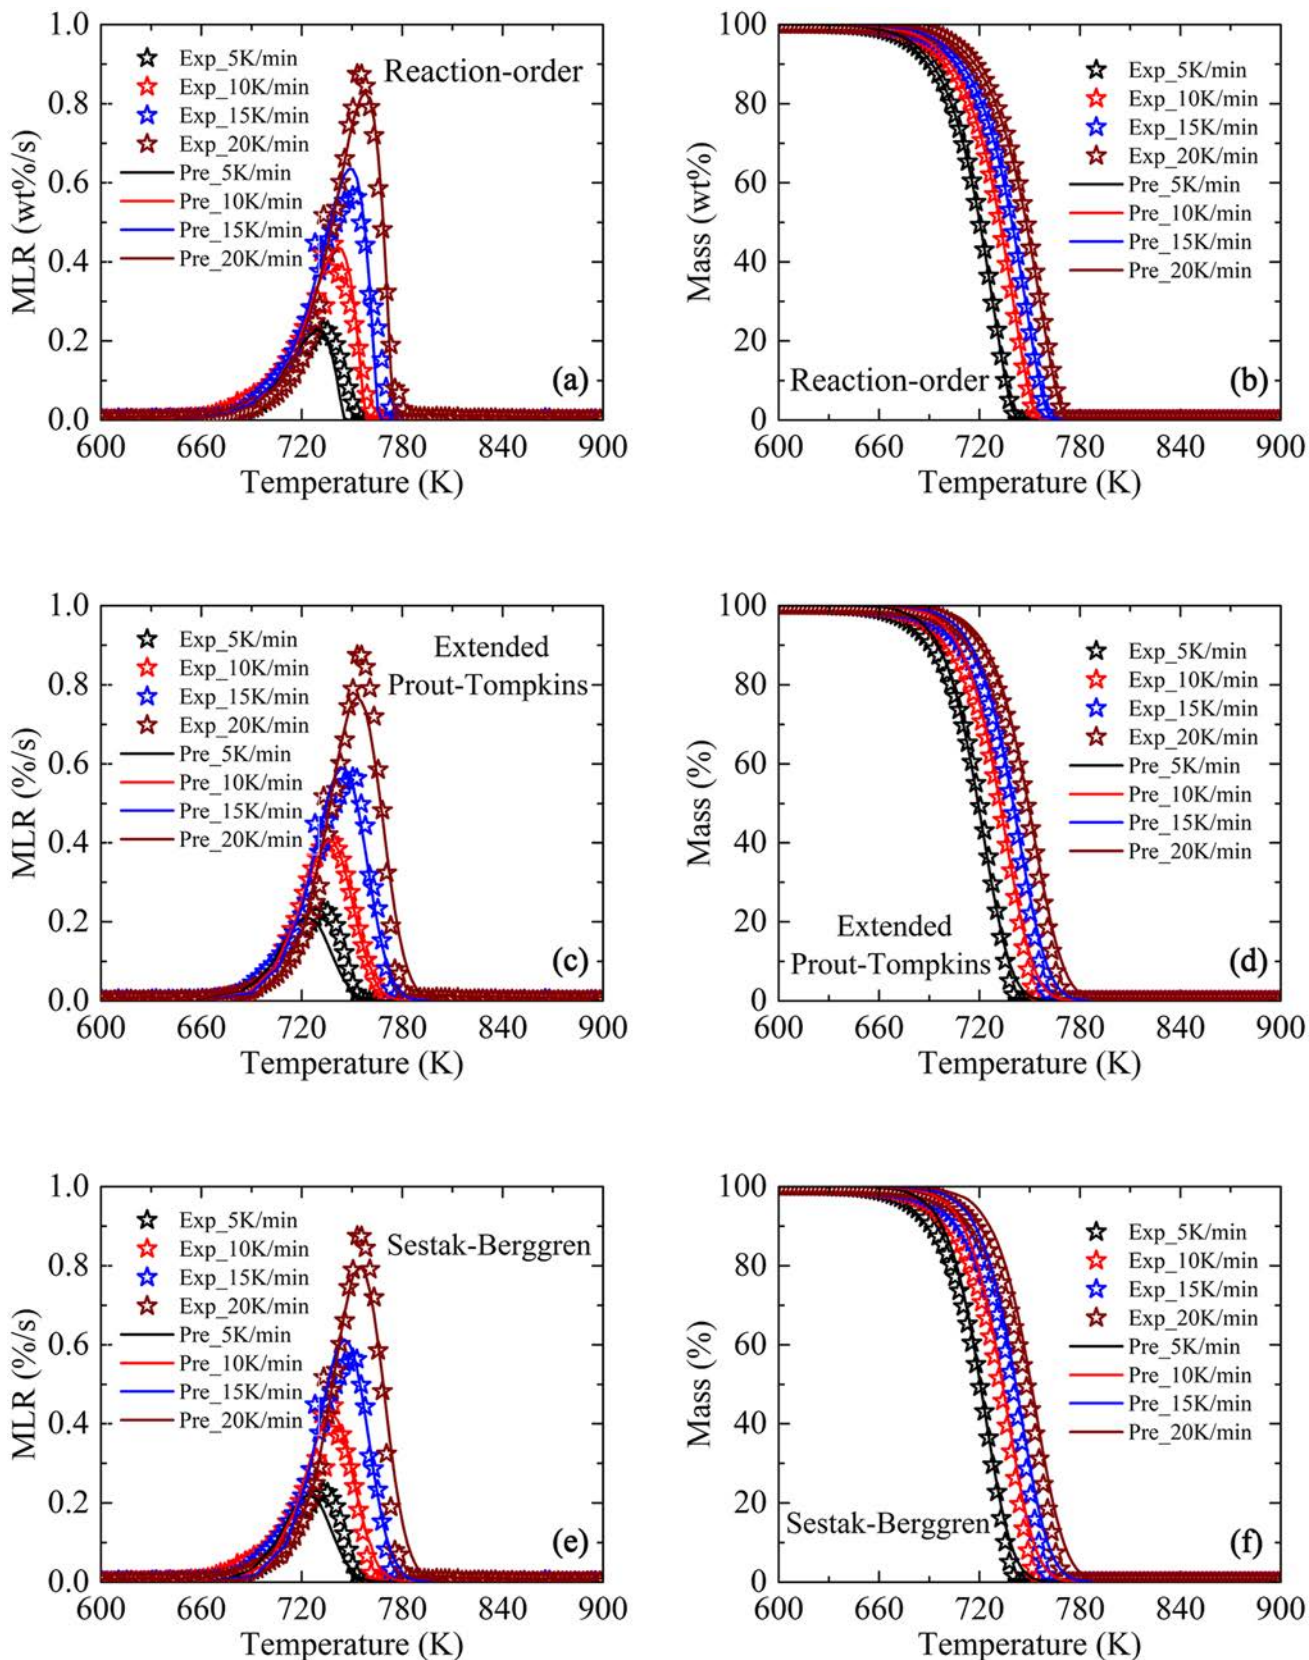 1.0
0.8
0.6
0.4
0.2
0.0
MLR (wt%/s)
Exp_5K/min
Exp_10K/min
Exp_15K/min
Exp_20K/min
Pre_5K/min
Pre_10K/min
Pre_15K/min
Pre_20K/min
Reaction-order
(a)
600 660 720 780 840 900
Temperature (K)
100
80
60
40
20
0
Mass (wt%)
Exp_5K/min
Exp_10K/min
Exp_15K/min
Exp_20K/min
Pre_5K/min
Pre_10K/min
Pre_15K/min
Pre_20K/min
Reaction-order
(b)
600 660 720 780 840 900
Temperature (K)
1.0
0.8
0.6
0.4
0.2
0.0
MLR (%/s)
Exp_5K/min
Exp_10K/min
Exp_15K/min
Exp_20K/min
Pre_5K/min
Pre_10K/min
Pre_15K/min
Pre_20K/min
Extended
Prout-Tompkins
(c)
600 660 720 780 840 900
Temperature (K)
100
80
60
40
20
0
Mass (%)
Exp_5K/min
Exp_10K/min
Exp_15K/min
Exp_20K/min
Pre_5K/min
Pre_10K/min
Pre_15K/min
Pre_20K/min
Extended
Prout-Tompkins
(d)
600 660 720 780 840 900
Temperature (K)
1.0
0.8
0.6
0.4
0.2
0.0
MLR (%/s)
Exp_5K/min
Exp_10K/min
Exp_15K/min
Exp_20K/min
Pre_5K/min
Pre_10K/min
Pre_15K/min
Pre_20K/min
Sestak-Berggren
(e)
600 660 720 780 840 900
Temperature (K)
100
80
60
40
20
0
Mass (%)
Exp_5K/min
Exp_10K/min
Exp_15K/min
Exp_20K/min
Pre_5K/min
Pre_10K/min
Pre_15K/min
Pre_20K/min
Sestak-Berggren
(f)
600 660 720 780 840 900
Temperature (K)